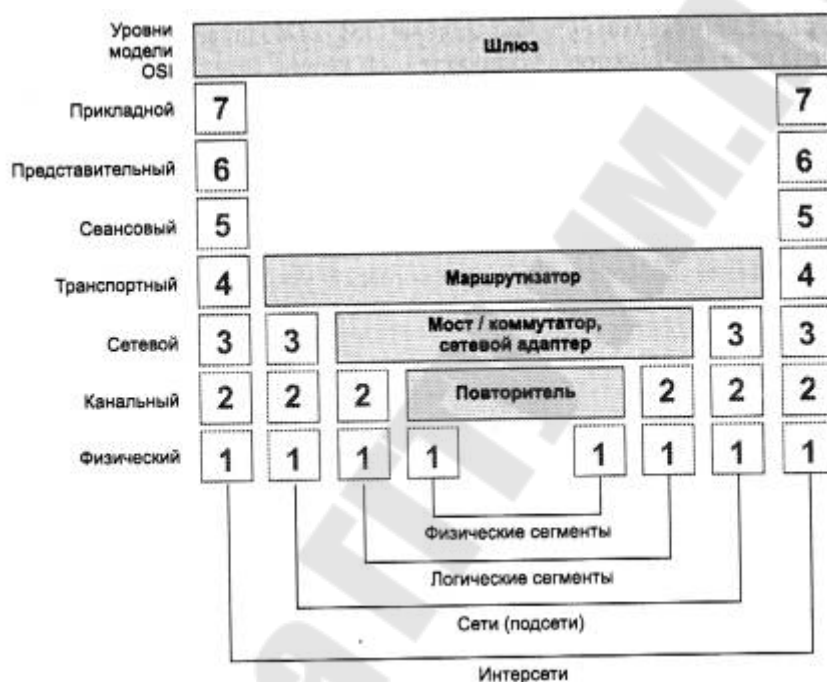 Уровни
модели
OSI
Шлюз
Прикладной 7 7
Представительный 6 6
Сеансовый 5 5
Транспортный 4 Маршрутизатор 4
Сетевой 3 3 Мост / коммутатор,
сетевой адаптер 3 3
Канальный 2 2 2 Повторитель 2 2 2
Физический 1 1 1 1 1 1 1 1
Физические сегменты
Логические сегменты
Сети (подсети)
Интерсети